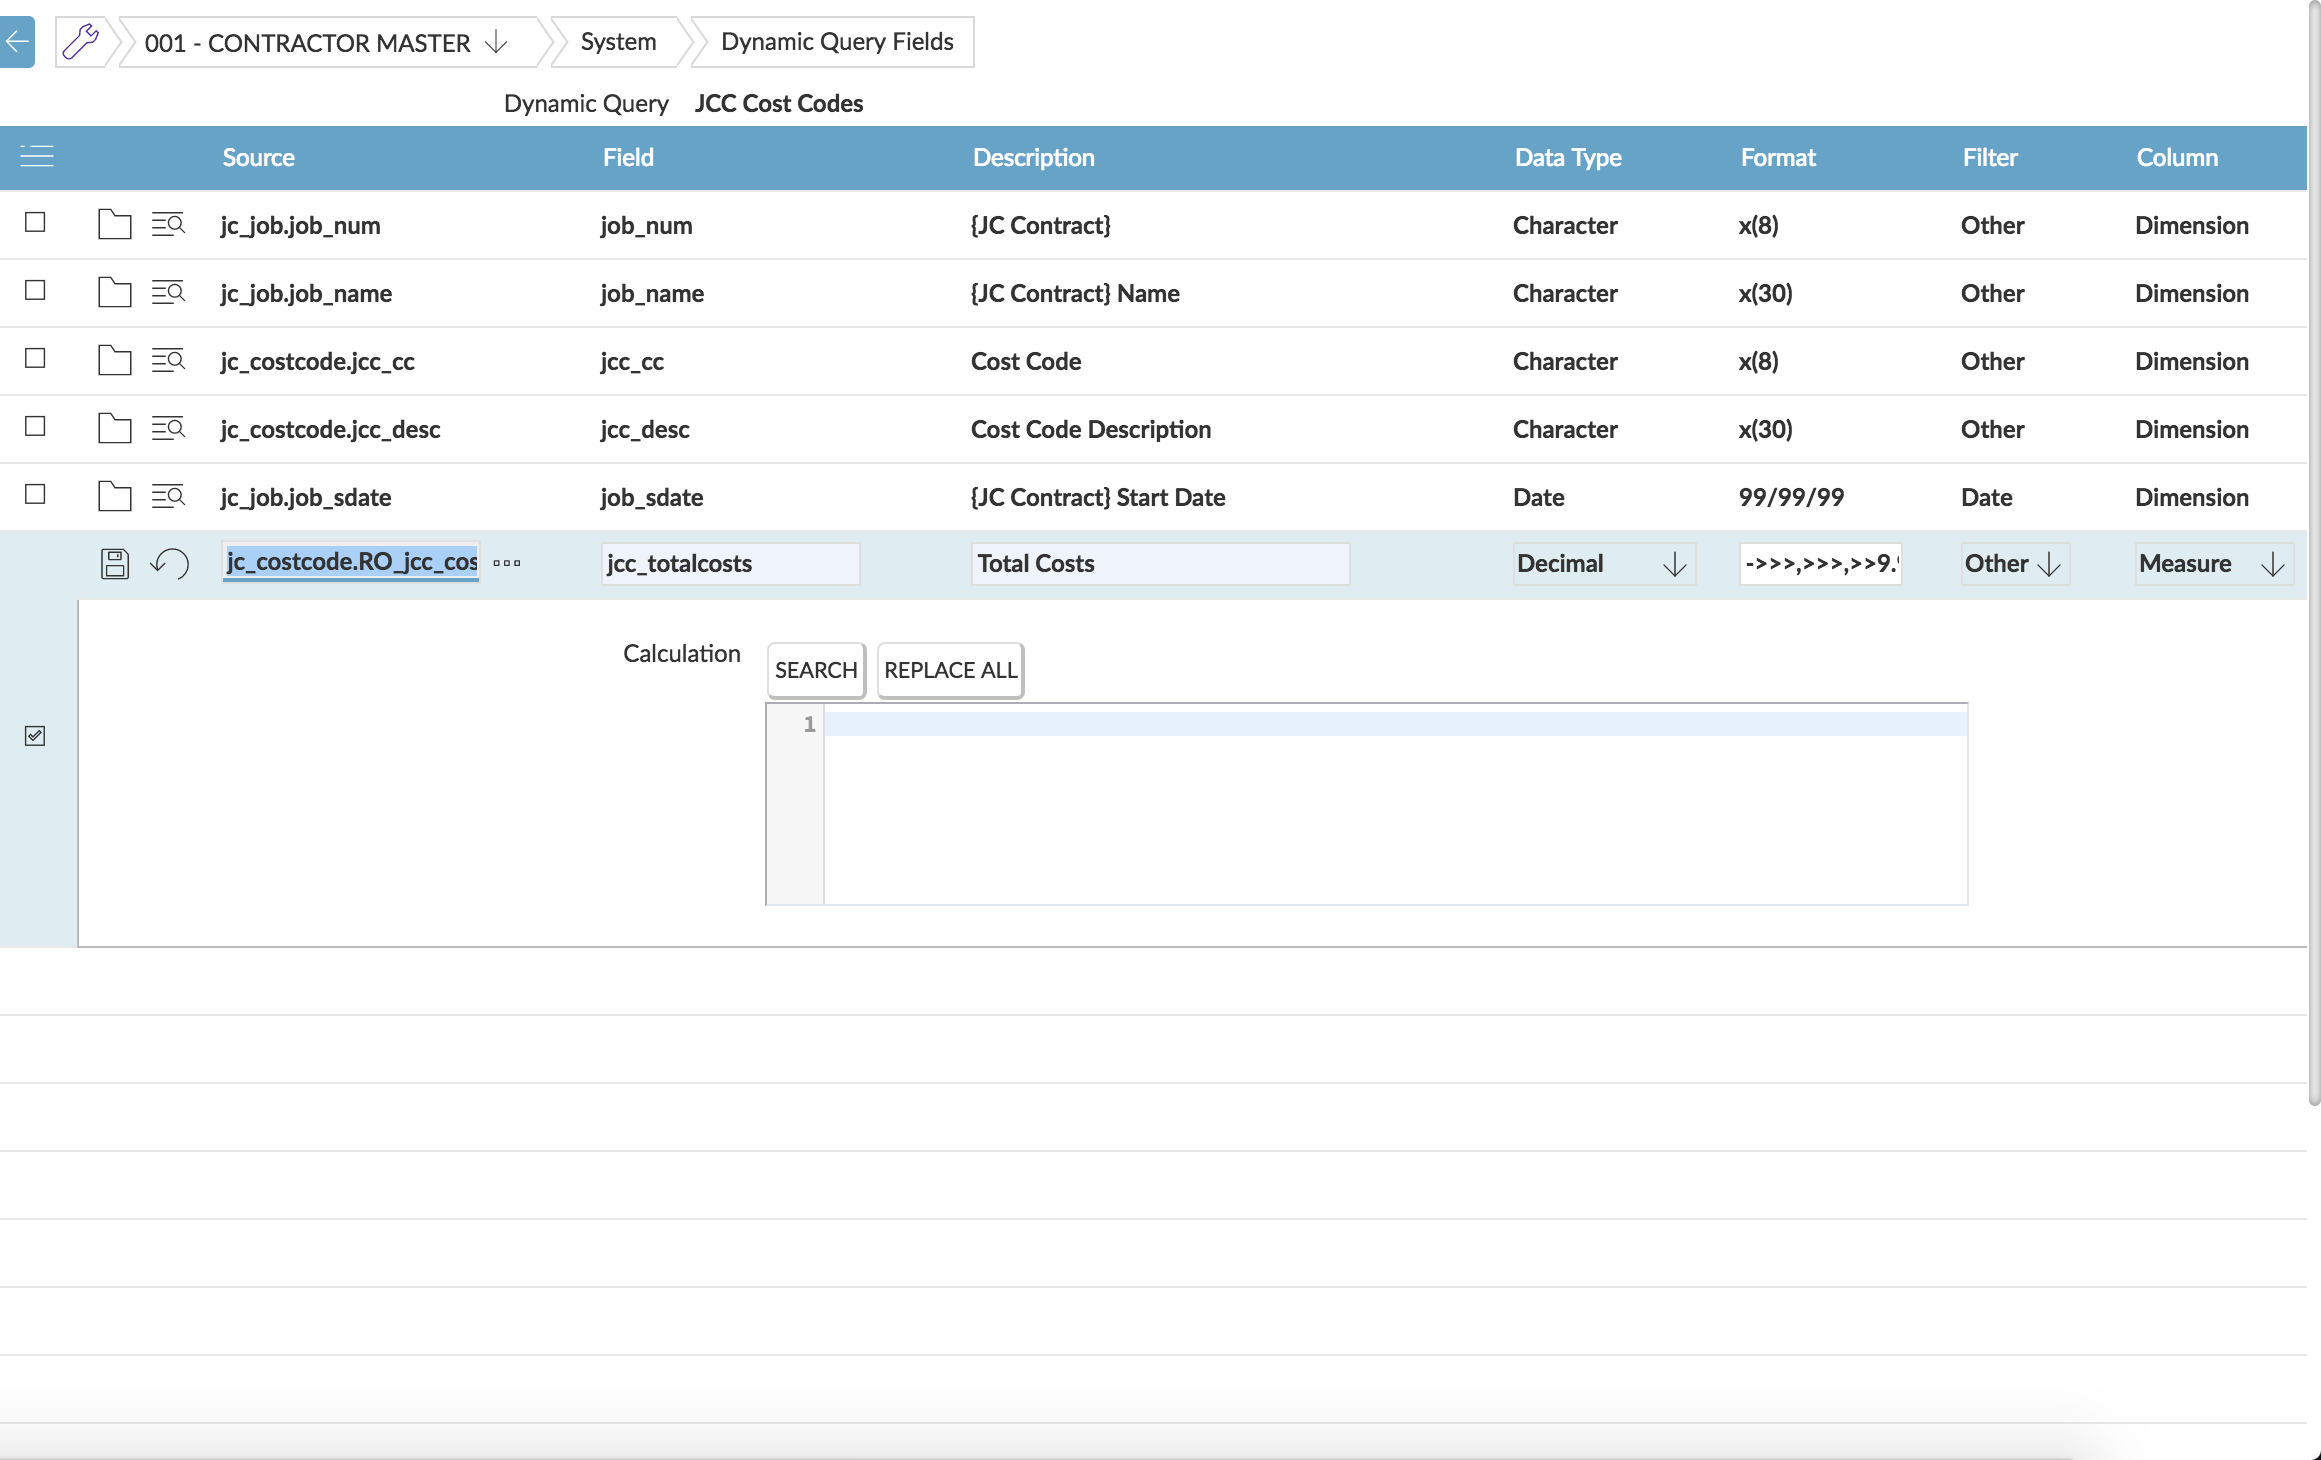 001 - CONTRACTOR MASTER System Dynamic Query Fields
Dynamic Query JCC Cost Codes
Source Field Description Data Type Format Filter Column
jc_job.job_num job_num {JC Contract} Character x(8) Other Dimension
jc_job.job_name job_name {JC Contract} Name Character x(30) Other Dimension
jc_costcode.jcc_cc jcc_cc Cost Code Character x(8) Other Dimension
jc_costcode.jcc_desc jcc_desc Cost Code Description Character x(30) Other Dimension
jc_job.job_sdate job_sdate {JC Contract} Start Date Date 99/99/99 Date Dimension
jc_costcode.RO_jcc_cos jcc_totalcosts Total Costs Decimal ->>>,>>>,>>9. Other Measure
Calculation SEARCH REPLACE ALL
1